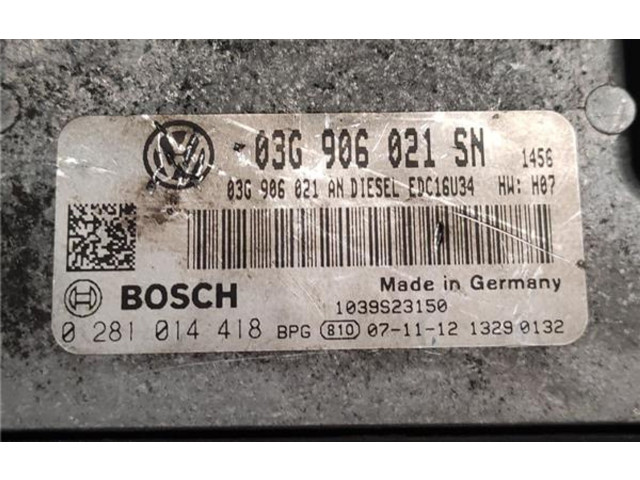 03G 906 021 SN 1456
03G 906 021 AN DIESEL EDC16U34 HW: H07
Made in Germany
BOSCH 1039S23150
0 281 014 418 BPG 810 07-11-12 1329 0132